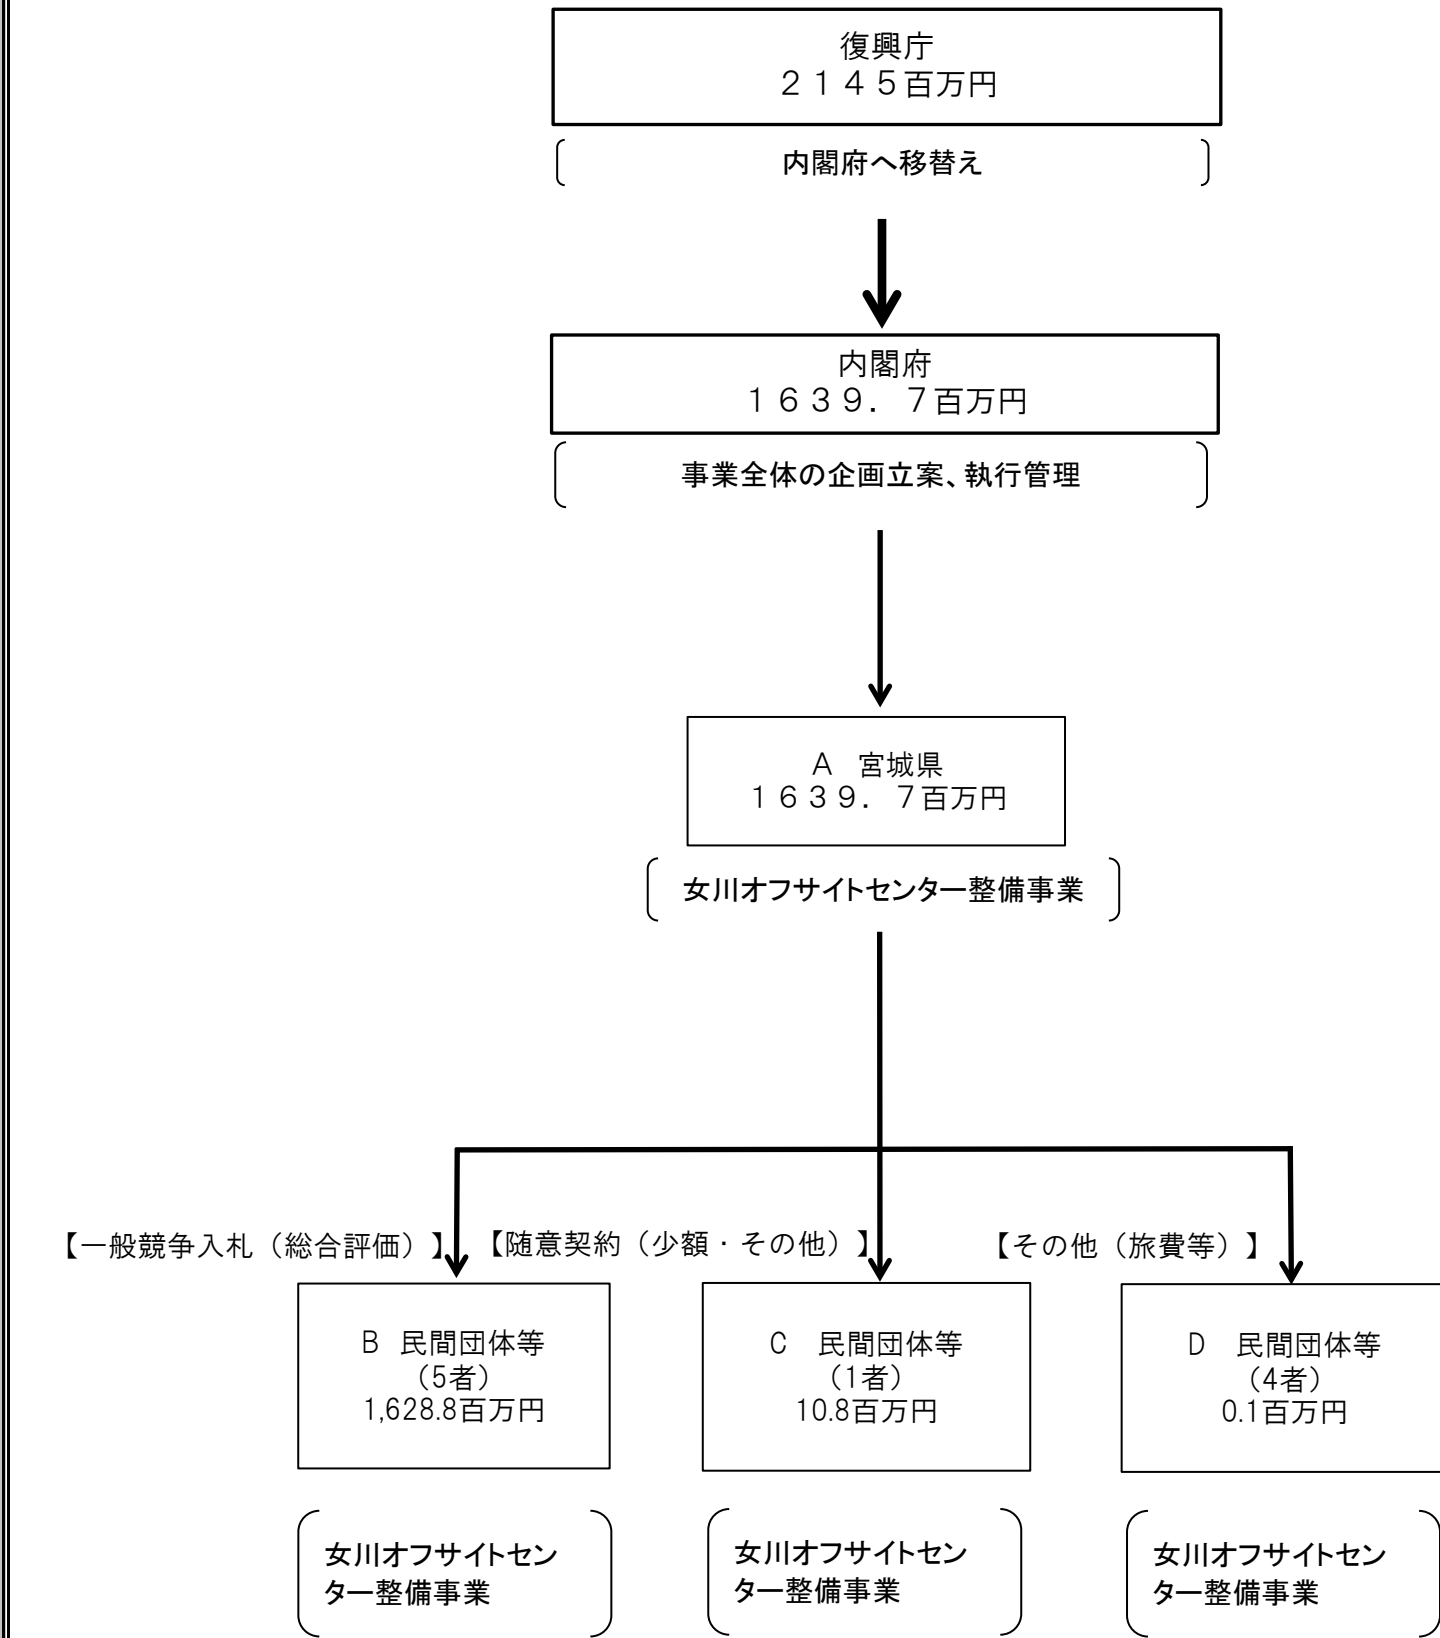 復興庁
２１４５百万円
内閣府へ移替え
内閣府
１６３９．７百万円
事業全体の企画立案、執行管理
A　宮城県
１６３９．７百万円
女川オフサイトセンター整備事業
【一般競争入札（総合評価）】
【随意契約（少額・その他）】
【その他（旅費等）】
B　民間団体等
（5者）
1,628.8百万円
C　民間団体等
（1者）
10.8百万円
D　民間団体等
（4者）
0.1百万円
女川オフサイトセン
ター整備事業
女川オフサイトセン
ター整備事業
女川オフサイトセン
ター整備事業